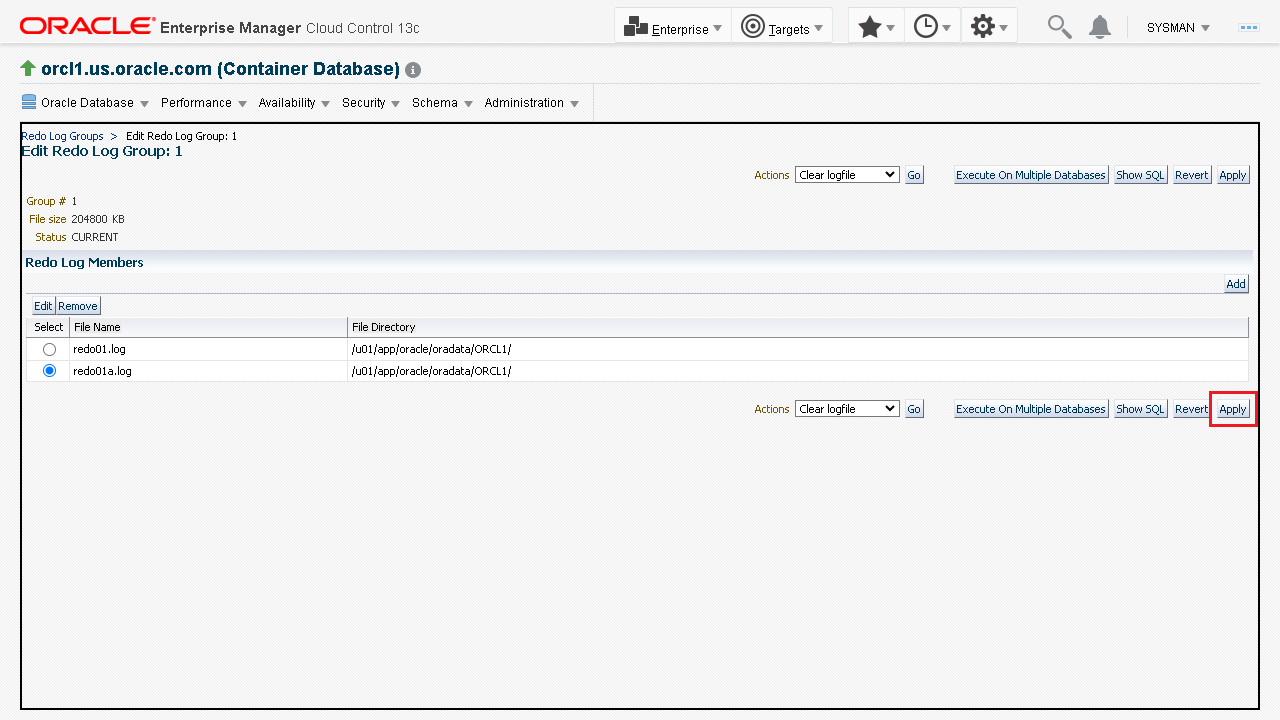 ORACLE® Enterprise Manager Cloud Control 13c Enterprise Targets SYSMAN
orcl1.us.oracle.com (Container Database)
Oracle Database Performance Availability Security Schema Administration
Redo Log Groups > Edit Redo Log Group: 1
Edit Redo Log Group: 1
Actions Clear logfile Go Execute On Multiple Databases Show SQL Revert Apply
Group # 1
File size 204800 KB
Status CURRENT
Redo Log Members
Add
Edit Remove
Select File Name File Directory
redo01.log /u01/app/oracle/oradata/ORCL1/
redo01a.log /u01/app/oracle/oradata/ORCL1/
Actions Clear logfile Go Execute On Multiple Databases Show SQL Revert Apply